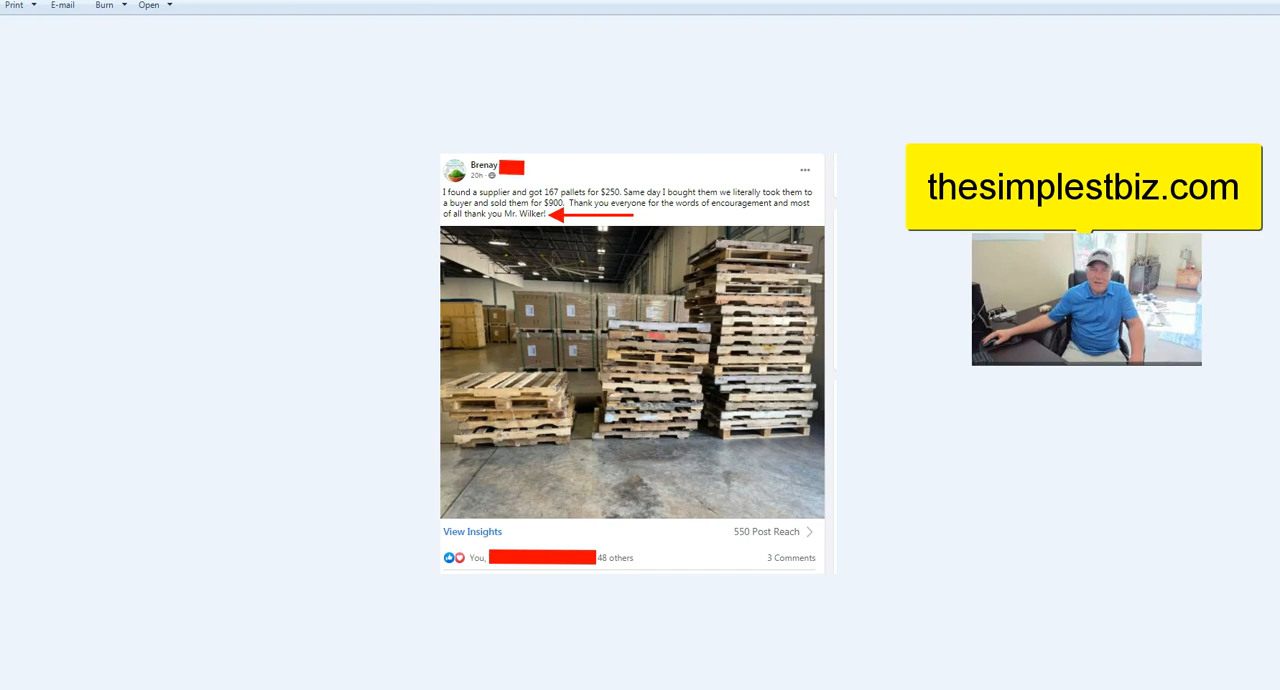 Print
E-mail
Burn
Open
Brenay
20h ·
I found a supplier and got 167 pallets for $250. Same day I bought them we literally took them to
a buyer and sold them for $900. Thank you everyone for the words of encouragement and most
of all thank you Mr. Wilker!
thesimplestbiz.com
View Insights
550 Post Reach
You,
48 others
3 Comments